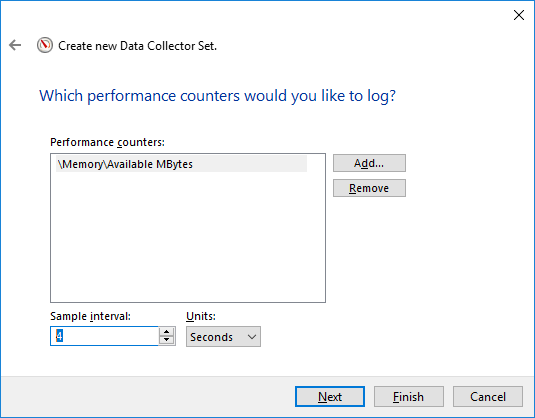 Create new Data Collector Set.
Which performance counters would you like to log?
Performance counters:
\Memory\Available MBytes
Add...
Remove
Sample interval:
Units:
4
Seconds
Next
Finish
Cancel